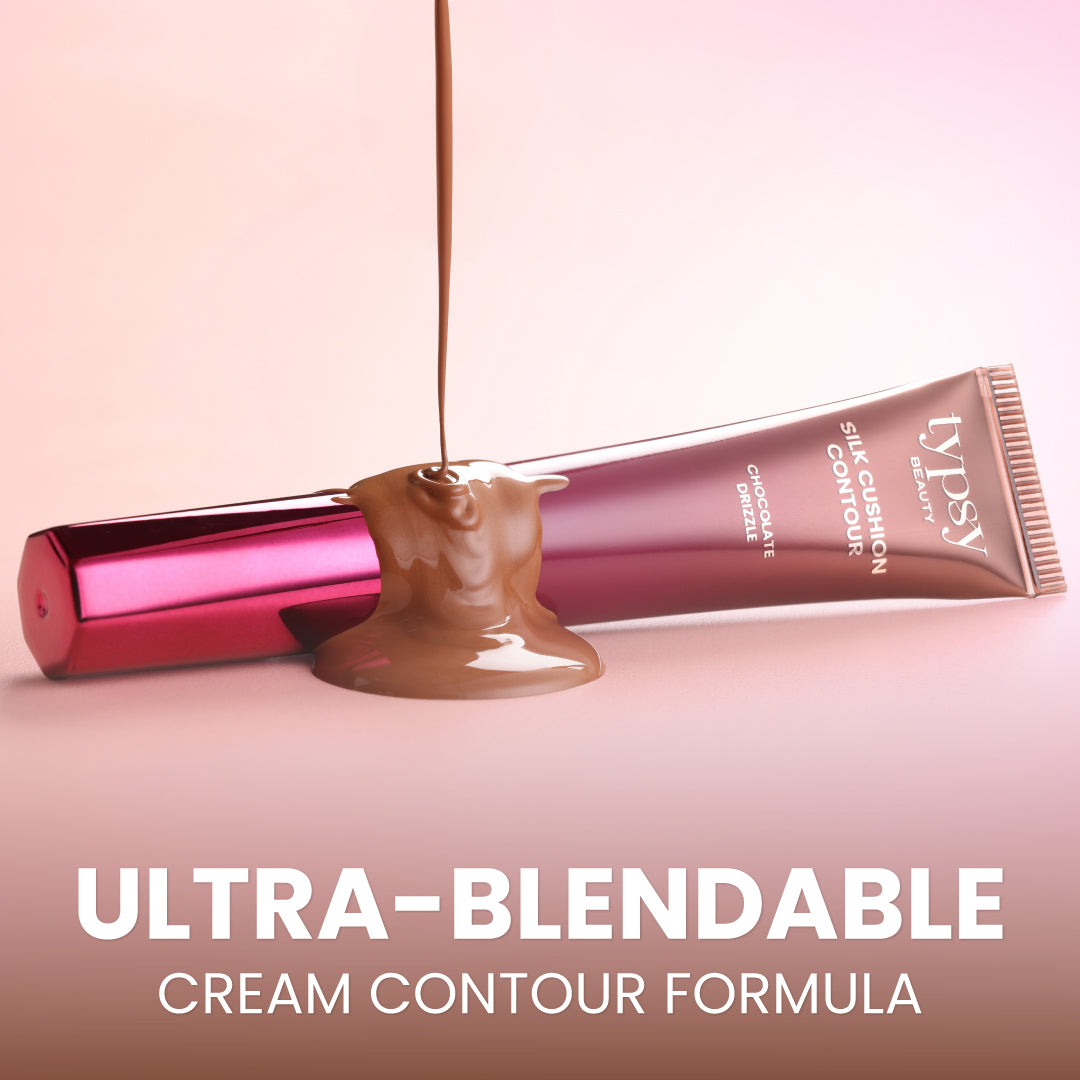 typsy
BEAUTY
SILK CUSHION
CONTOUR
CHOCOLATE
DRIZZLE
ULTRA-BLENDABLE
CREAM CONTOUR FORMULA